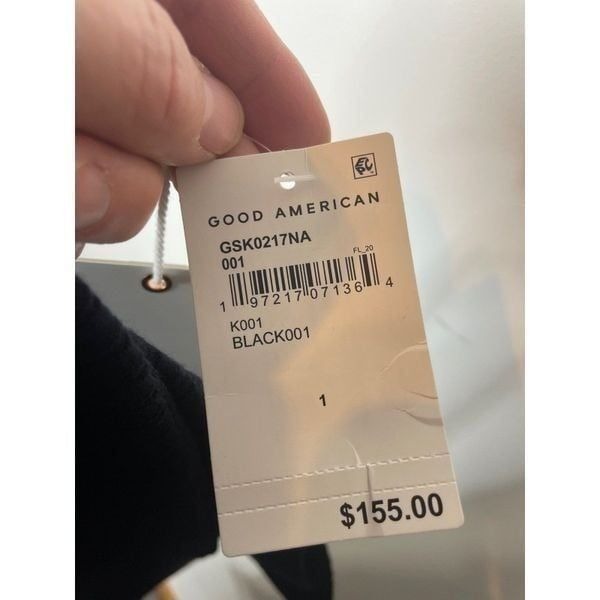 GOOD AMERICAN
GSK0217NA
001
FL_20
1 97217 07136 4
K001
BLACK001
1
$155.00